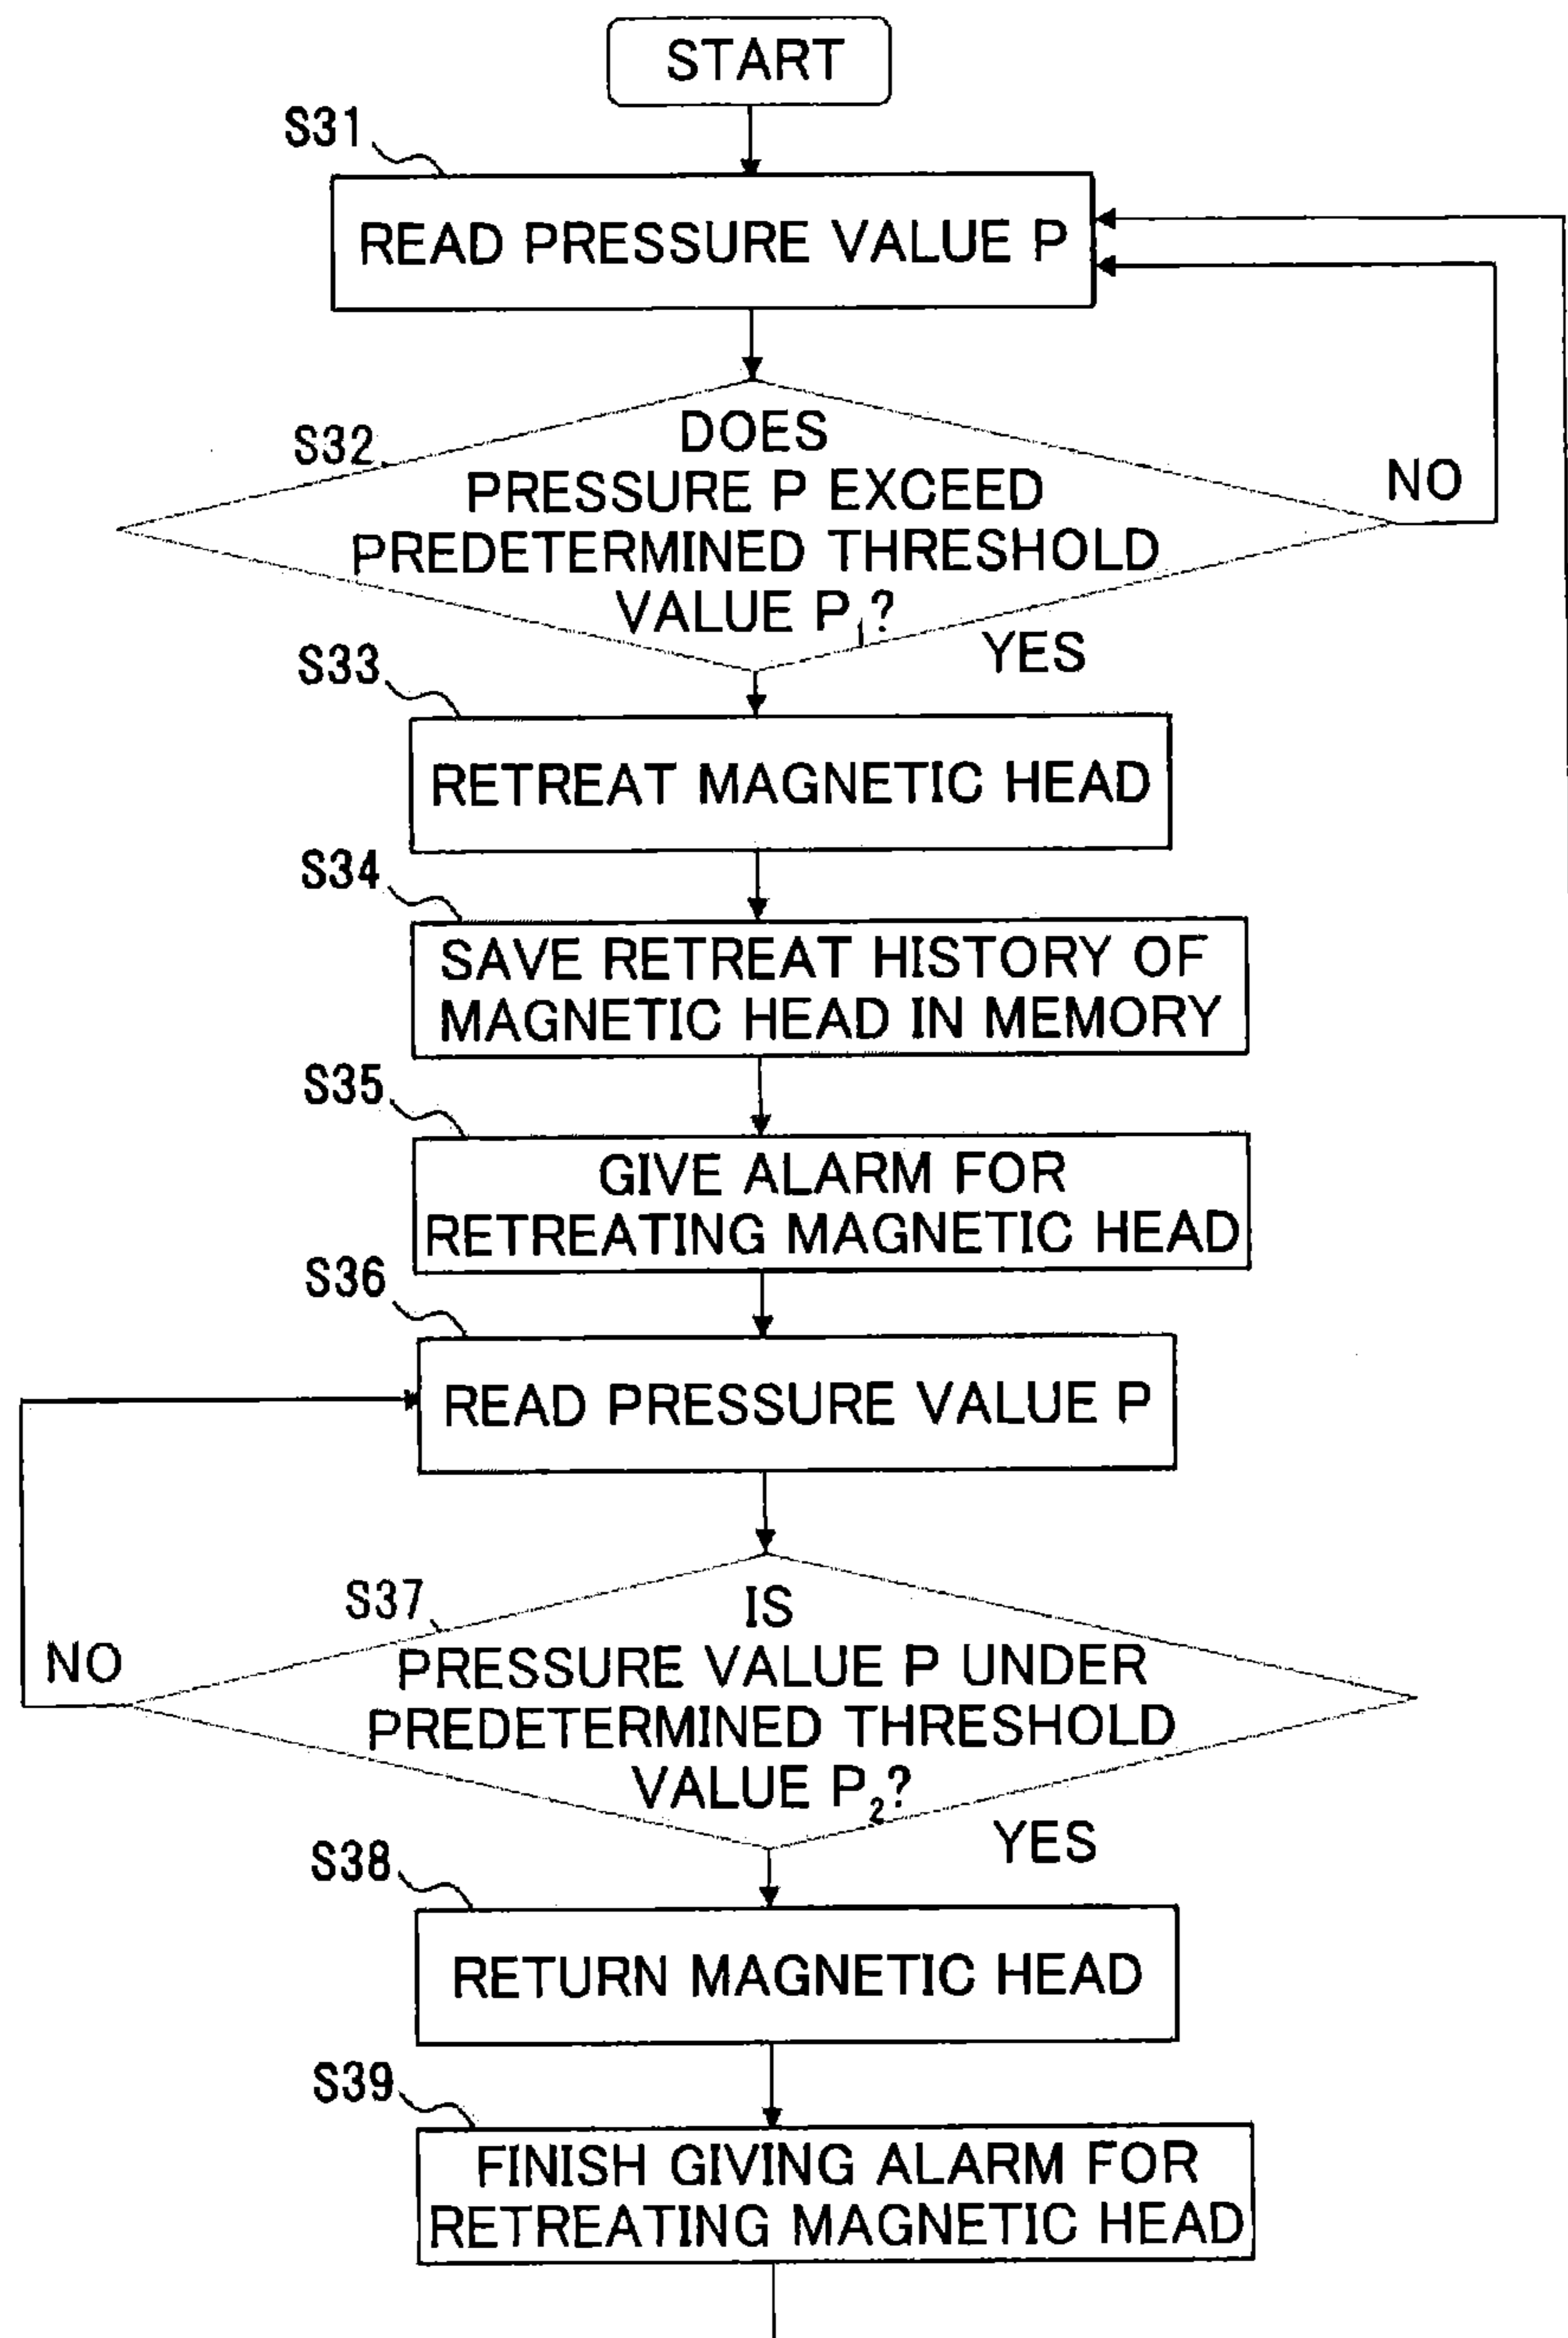 START
S31
READ PRESSURE VALUE P
S32
DOES
PRESSURE P EXCEED
PREDETERMINED THRESHOLD
VALUE P₁?
NO
YES
S33
RETREAT MAGNETIC HEAD
S34
SAVE RETREAT HISTORY OF
MAGNETIC HEAD IN MEMORY
S35
GIVE ALARM FOR
RETREATING MAGNETIC HEAD
S36
READ PRESSURE VALUE P
S37
IS
PRESSURE VALUE P UNDER
PREDETERMINED THRESHOLD
VALUE P₂?
NO
YES
S38
RETURN MAGNETIC HEAD
S39
FINISH GIVING ALARM FOR
RETREATING MAGNETIC HEAD